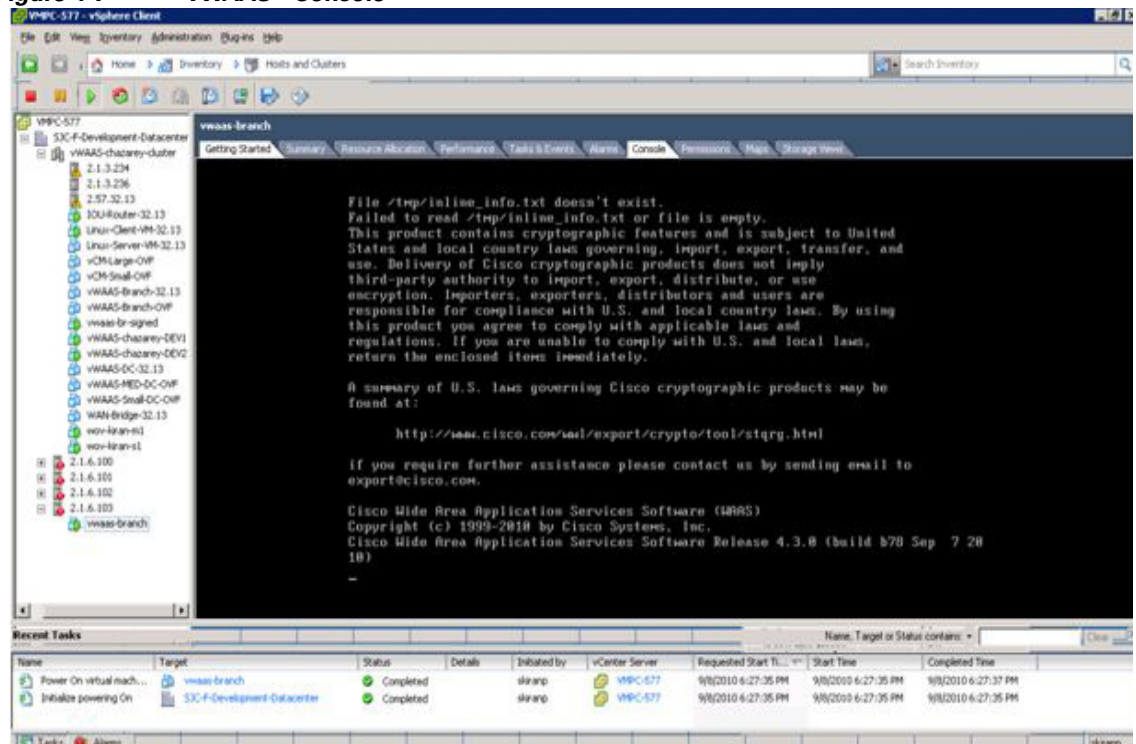 VMPC-577 - vSphere Client
File Edit View Inventory Administration Plug-ins Help
Home Inventory Hosts and Clusters
Search Inventory
VMPC-577
SJC-F-Development-Datacenter
vWAAS-chazarey-cluster
2.1.3.234
2.1.3.236
2.57.32.13
IOU-Router-32.13
Linux-Client-VM-32.13
Linux-Server-VM-32.13
vCM-Large-OVF
vCM-Small-OVF
vWAAS-Branch-32.13
vWAAS-Branch-OVF
vwaas-br-signed
vWAAS-chazarey-DEV1
vWAAS-chazarey-DEV2
vWAAS-DC-32.13
vWAAS-MED-DC-OVF
vWAAS-Small-DC-OVF
WAN-Bridge-32.13
wov-kiran-m1
wov-kiran-s1
2.1.6.100
2.1.6.101
2.1.6.102
2.1.6.103
vwaas-branch
vwaas-branch
Getting Started Summary Resource Allocation Performance Tasks & Events Alarms Console Permissions Maps Storage Views
File /tmp/inline_info.txt doesn't exist.
Failed to read /tmp/inline_info.txt or file is empty.
This product contains cryptographic features and is subject to United
States and local country laws governing, import, export, transfer, and
use. Delivery of Cisco cryptographic products does not imply
third-party authority to import, export, distribute, or use
encryption. Importers, exporters, distributors and users are
responsible for compliance with U.S. and local country laws. By using
this product you agree to comply with applicable laws and
regulations. If you are unable to comply with U.S. and local laws,
return the enclosed items immediately.
A summary of U.S. laws governing Cisco cryptographic products may be
found at:
http://www.cisco.com/wwl/export/crypto/tool/stqrg.html
if you require further assistance please contact us by sending email to
export@cisco.com.
Cisco Wide Area Application Services Software (WAAS)
Copyright (c) 1999-2010 by Cisco Systems, Inc.
Cisco Wide Area Application Services Software Release 4.3.0 (build b78 Sep 7 20
10)
Recent Tasks
Name, Target or Status contains: Clear
Name Target Status Details Initiated by vCenter Server Requested Start Ti... Start Time Completed Time
Power On virtual mach... vwaas-branch Completed skiranp VMPC-577 9/8/2010 6:27:35 PM 9/8/2010 6:27:35 PM 9/8/2010 6:27:37 PM
Initialize powering On SJC-F-Development-Datacenter Completed skiranp VMPC-577 9/8/2010 6:27:35 PM 9/8/2010 6:27:35 PM 9/8/2010 6:27:35 PM
Tasks Alarms skiranp